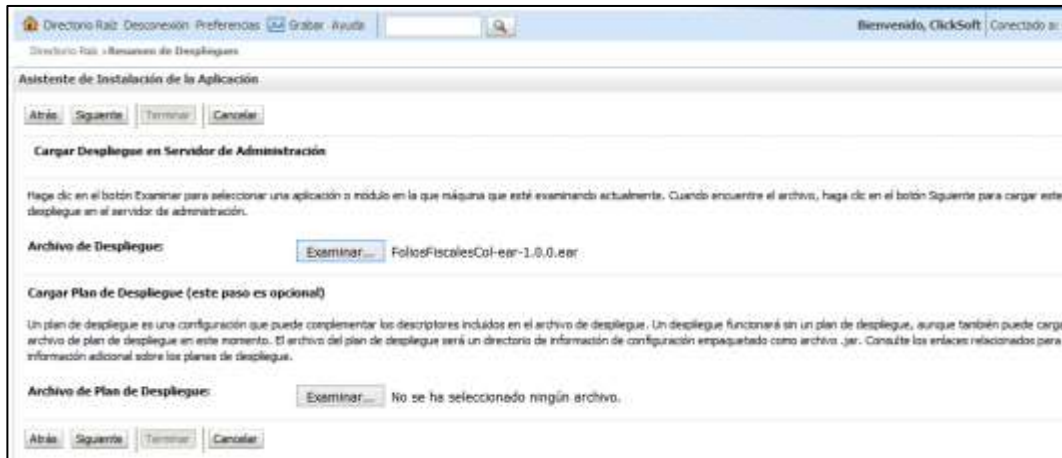 Directorio Raíz Desconexión Preferencias Grabar Ayuda
Bienvenido, ClickSoft Conectado a:
Directorio Raíz >Resumen de Despliegues
Asistente de Instalación de la Aplicación
Atrás Siguiente Terminar Cancelar
Cargar Despliegue en Servidor de Administración
Haga clic en el botón Examinar para seleccionar una aplicación o módulo en la que máquina que esté examinando actualmente. Cuando encuentre el archivo, haga clic en el botón Siguiente para cargar este
despliegue en el servidor de administración.
Archivo de Despliegue: Examinar... FoliosFiscalesCol-ear-1.0.0.ear
Cargar Plan de Despliegue (este paso es opcional)
Un plan de despliegue es una configuración que puede complementar los descriptores incluidos en el archivo de despliegue. Un despliegue funcionará sin un plan de despliegue, aunque también puede carg
archivo de plan de despliegue en este momento. El archivo del plan de despliegue será un directorio de información de configuración empaquetado como archivo .jar. Consulte los enlaces relacionados para
información adicional sobre los planes de despliegue.
Archivo de Plan de Despliegue: Examinar... No se ha seleccionado ningún archivo.
Atrás Siguiente Terminar Cancelar